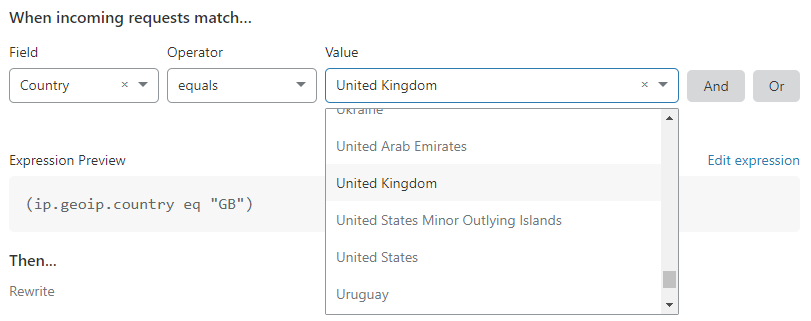 When incoming requests match...
Field Operator Value
Country × equals United Kingdom × And Or
Ukraine
United Arab Emirates
Expression Preview Edit expression
United Kingdom
(ip.geoip.country eq "GB")
United States Minor Outlying Islands
Then...
United States
Rewrite
Uruguay